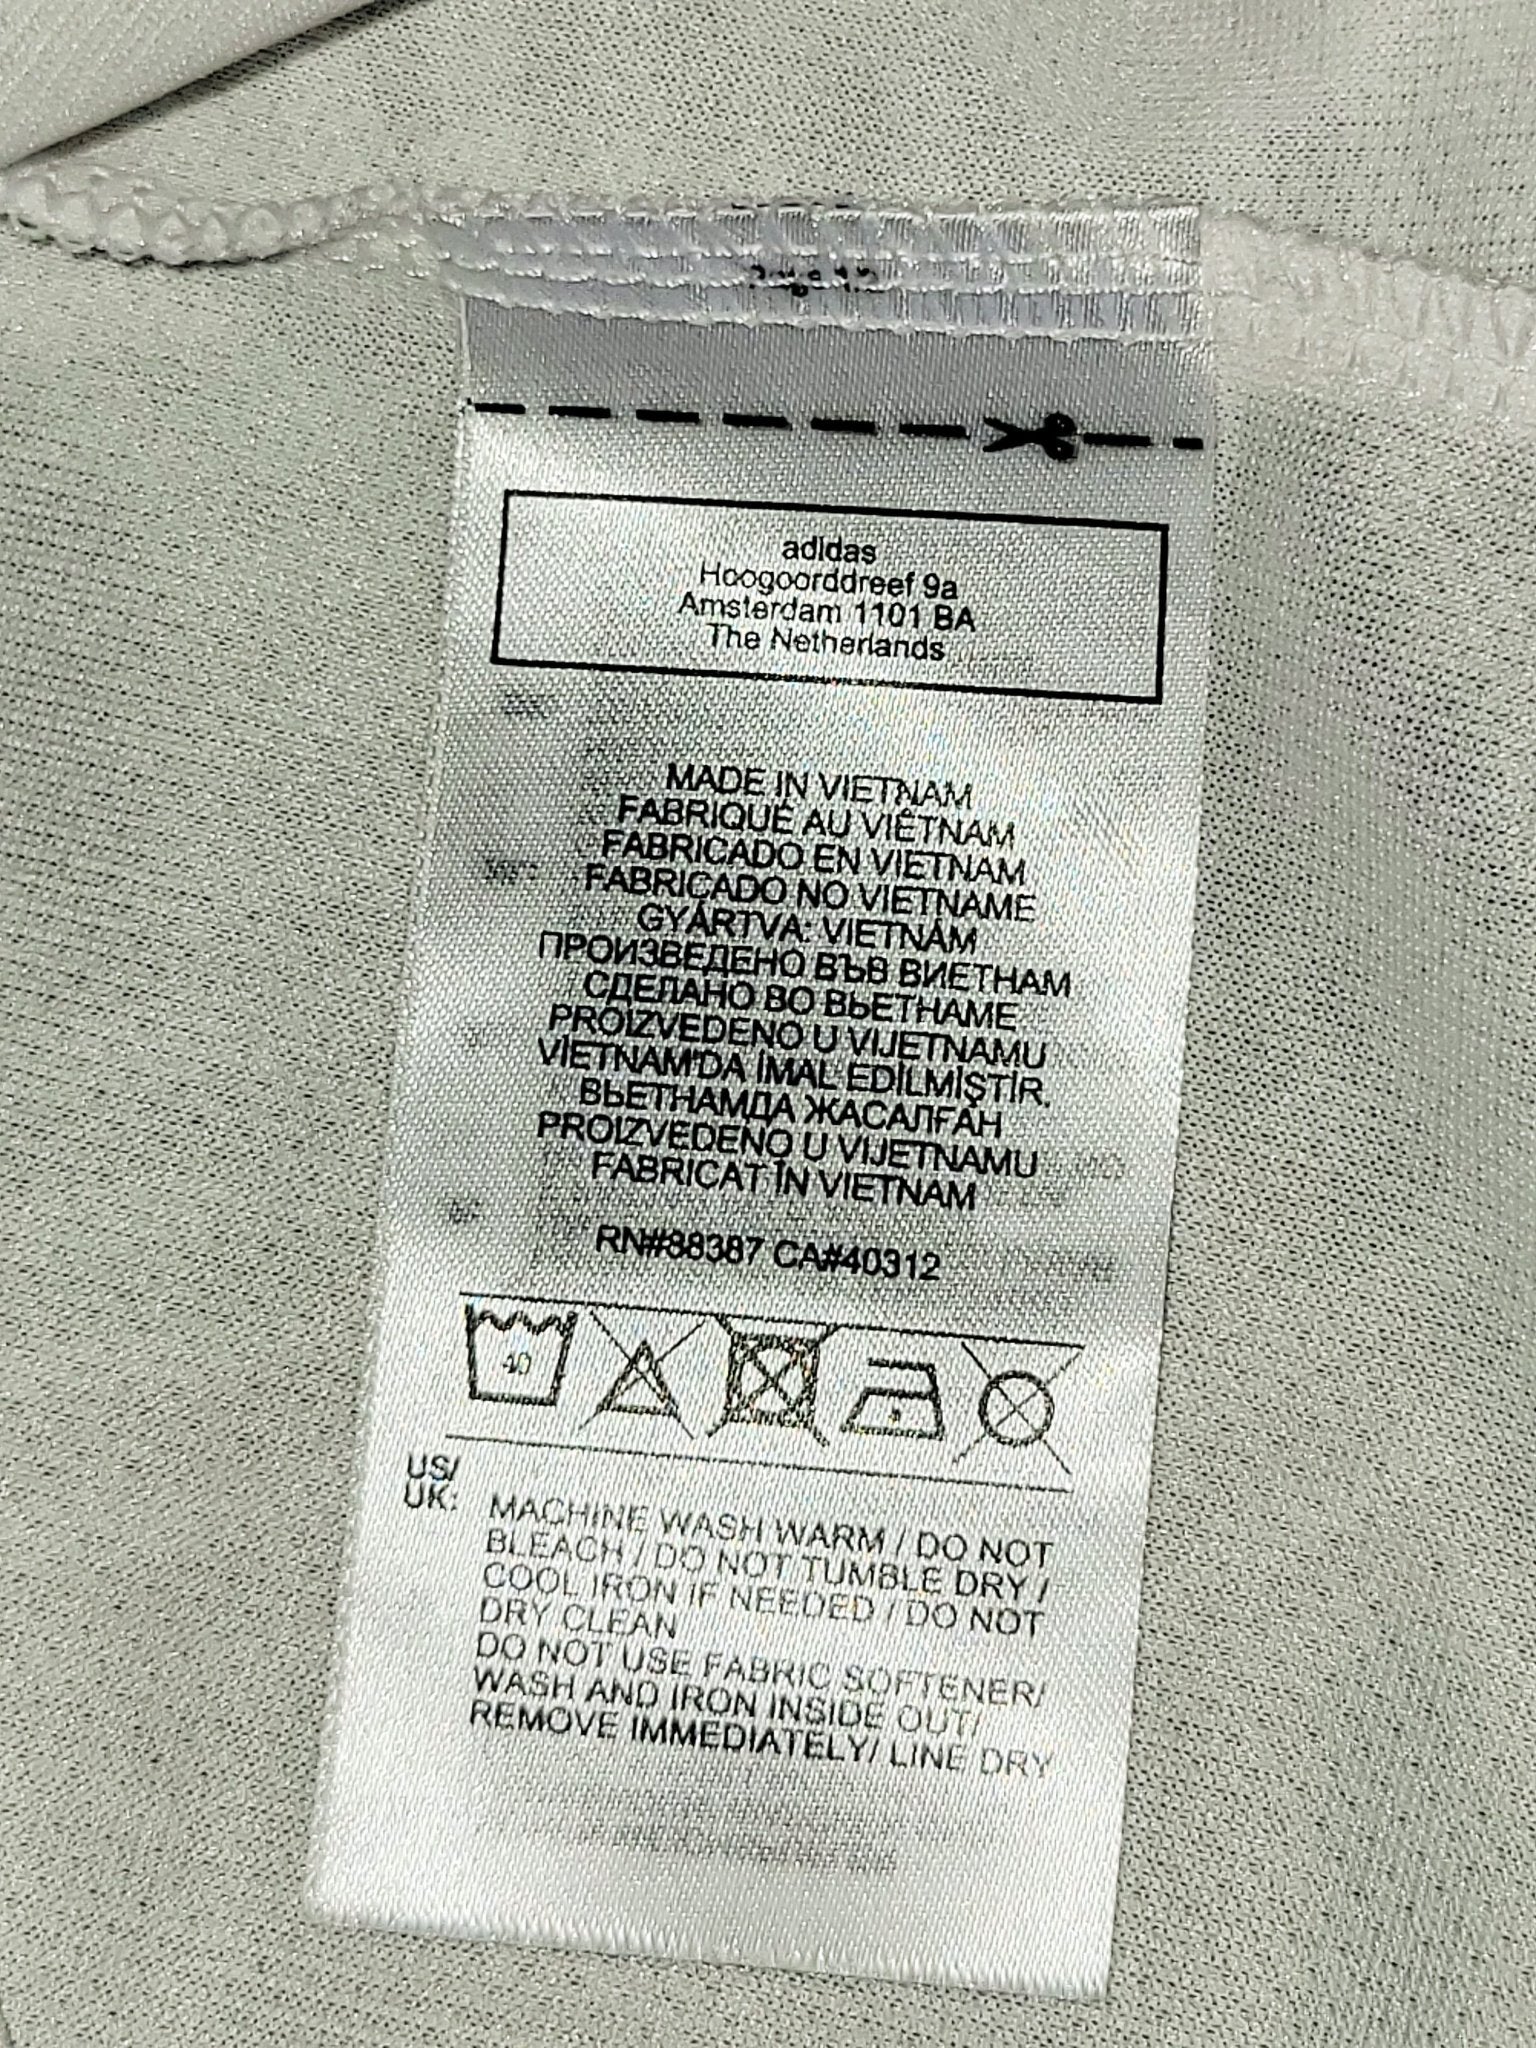 adidas
Hoogoorddreef 9a
Amsterdam 1101 BA
The Netherlands
MADE IN VIETNAM
FABRIQUÉ AU VIÊTNAM
FABRICADO EN VIETNAM
FABRICADO NO VIETNAME
GYÁRTVA: VIETNÁM
ПРОИЗВЕДЕНО ВЪВ ВИЕТНАМ
СДЕЛАНО ВО ВЬЕТНАМЕ
PROIZVEDENO U VIJETNAMU
VİETNAM'DA İMAL EDİLMİŞTİR.
ВЬЕТНАМДА ЖАСАЛҒАН
PROIZVEDENO U VIJETNAMU
FABRICAT ÎN VIETNAM
RN#88387 CA#40312
40
US/
UK:
MACHINE WASH WARM / DO NOT
BLEACH / DO NOT TUMBLE DRY /
COOL IRON IF NEEDED / DO NOT
DRY CLEAN
DO NOT USE FABRIC SOFTENER/
WASH AND IRON INSIDE OUT/
REMOVE IMMEDIATELY/ LINE DRY